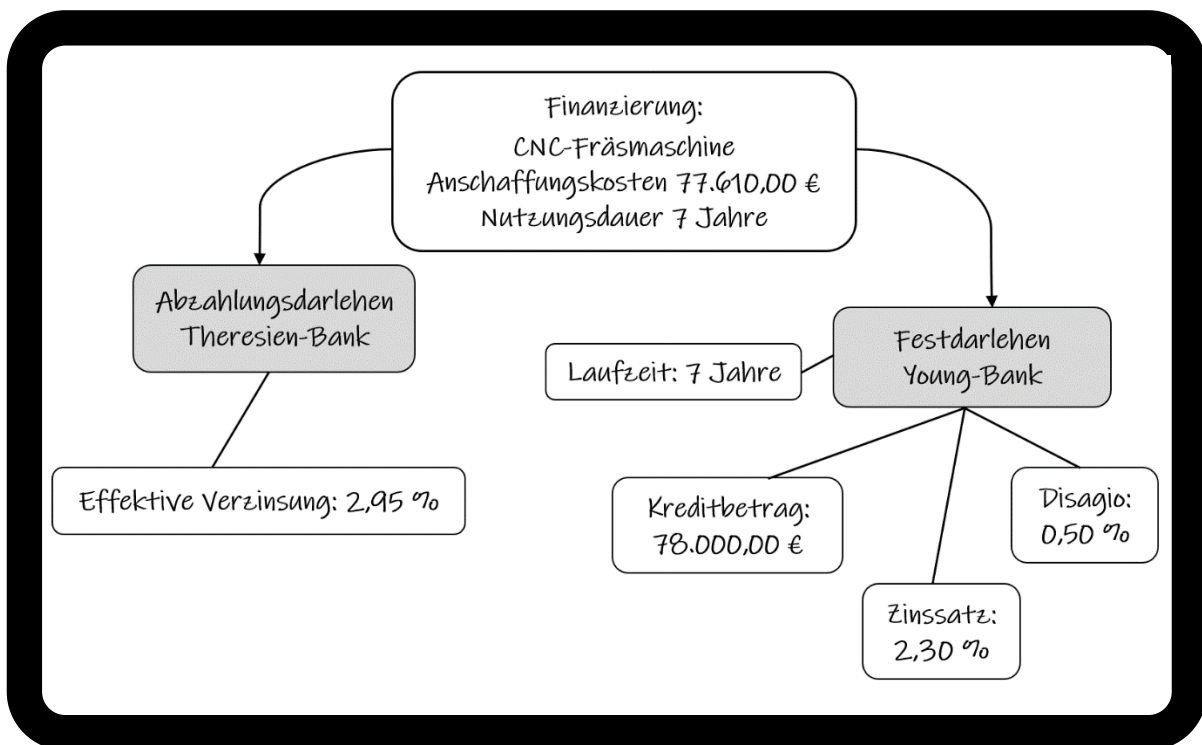 Finanzierung:
CNC-Fräsmaschine
Anschaffungskosten 77.610,00 €
Nutzungsdauer 7 Jahre
Abzahlungsdarlehen
Theresien-Bank
Effektive Verzinsung: 2,95 %
Festdarlehen
Young-Bank
Laufzeit: 7 Jahre
Kreditbetrag:
78.000,00 €
Zinssatz:
2,30 %
Disagio:
0,50 %